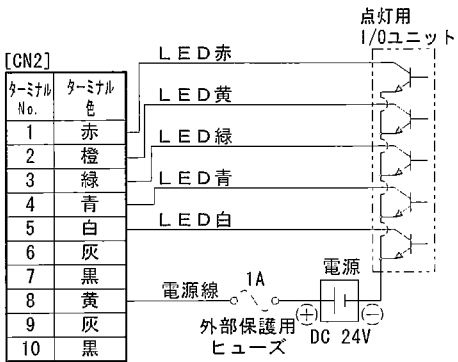 点灯用
I/Oユニット
[CN2]
ターミナルNo. ターミナル色
1 赤
2 橙
3 緑
4 青
5 白
6 灰
7 黒
8 黄
9 灰
10 黒
LED赤
LED黄
LED緑
LED青
LED白
電源線
1A
外部保護用
ヒューズ
電源
⊕ ⊖
DC 24V